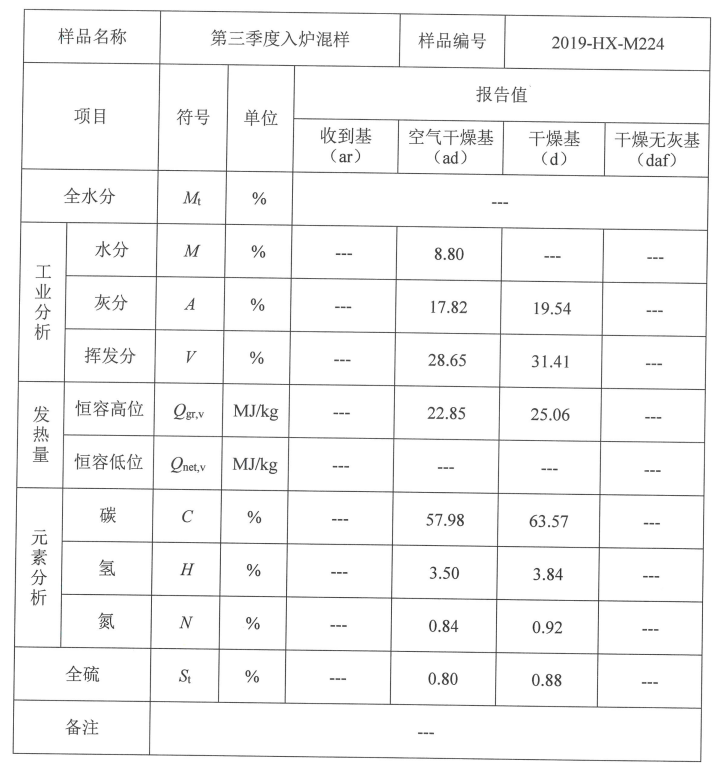 样品名称 第三季度入炉混样 样品编号 2019-HX-M224
项目 符号 单位 报告值
收到基（ar） 空气干燥基（ad） 干燥基（d） 干燥无灰基（daf）
全水分 Mt % ---
工业分析
水分 M % --- 8.80 --- ---
灰分 A % --- 17.82 19.54 ---
挥发分 V % --- 28.65 31.41 ---
发热量
恒容高位 Qgr,v MJ/kg --- 22.85 25.06 ---
恒容低位 Qnet,v MJ/kg --- --- --- ---
元素分析
碳 C % --- 57.98 63.57 ---
氢 H % --- 3.50 3.84 ---
氮 N % --- 0.84 0.92 ---
全硫 St % --- 0.80 0.88 ---
备注 ---